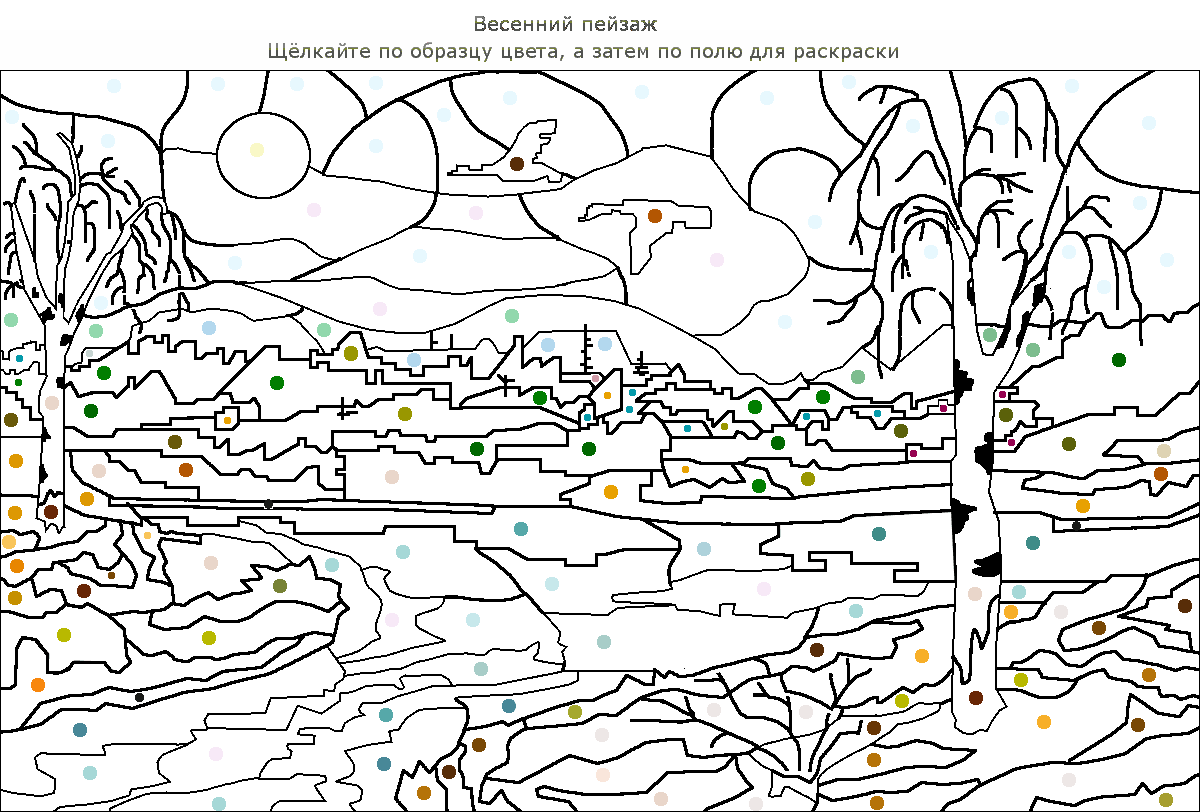 Весенний пейзаж
Щёлкайте по образцу цвета, а затем по полю для раскраски